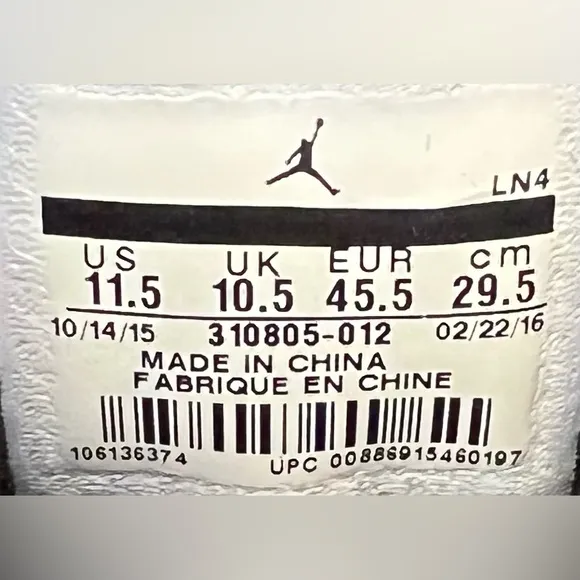 LN4
US UK EUR cm
11.5 10.5 45.5 29.5
10/14/15 310805-012 02/22/16
MADE IN CHINA
FABRIQUE EN CHINE
106136374 UPC 00886915460197